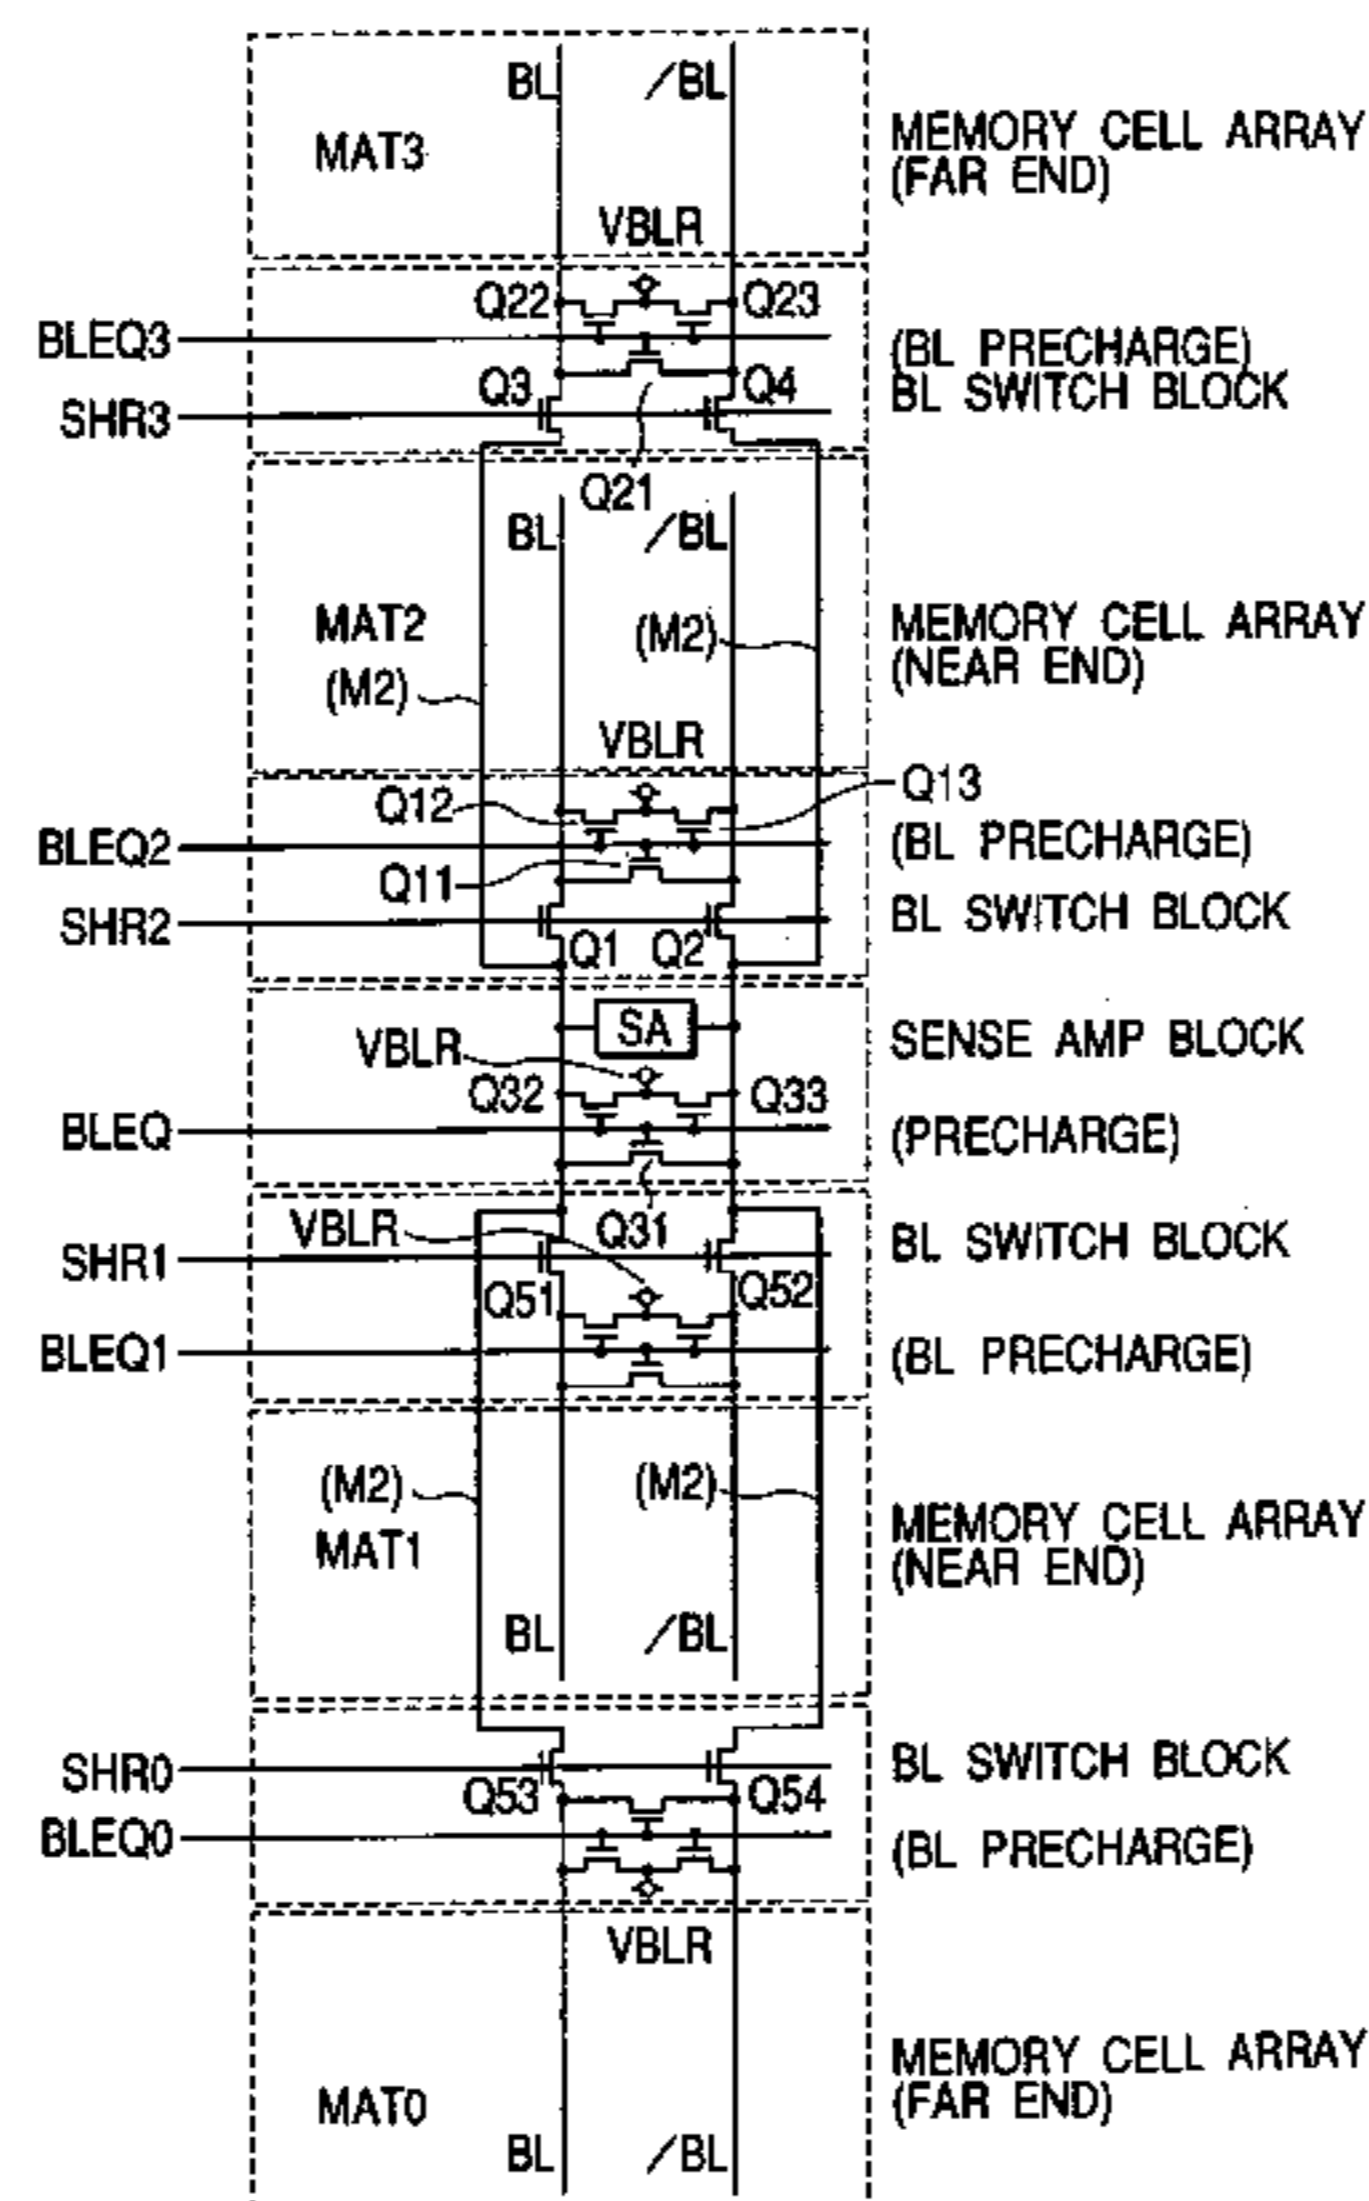 BL /BL
MAT3
MEMORY CELL ARRAY
(FAR END)
VBLR
Q22 Q23
BLEQ3
(BL PRECHARGE)
Q3 Q4
BL SWITCH BLOCK
SHR3
Q21
BL /BL
MAT2
(M2)
MEMORY CELL ARRAY
(NEAR END)
(M2)
VBLR
Q13
Q12
BLEQ2
(BL PRECHARGE)
Q11
SHR2
BL SWITCH BLOCK
Q1 Q2
SA
SENSE AMP BLOCK
VBLR
Q32 Q33
BLEQ
(PRECHARGE)
VBLR
Q31
SHR1
BL SWITCH BLOCK
Q51 Q52
BLEQ1
(BL PRECHARGE)
(M2) (M2)
MAT1
MEMORY CELL ARRAY
(NEAR END)
BL /BL
SHR0
BL SWITCH BLOCK
Q53 Q54
BLEQ0
(BL PRECHARGE)
VBLR
MEMORY CELL ARRAY
(FAR END)
MAT0
BL /BL